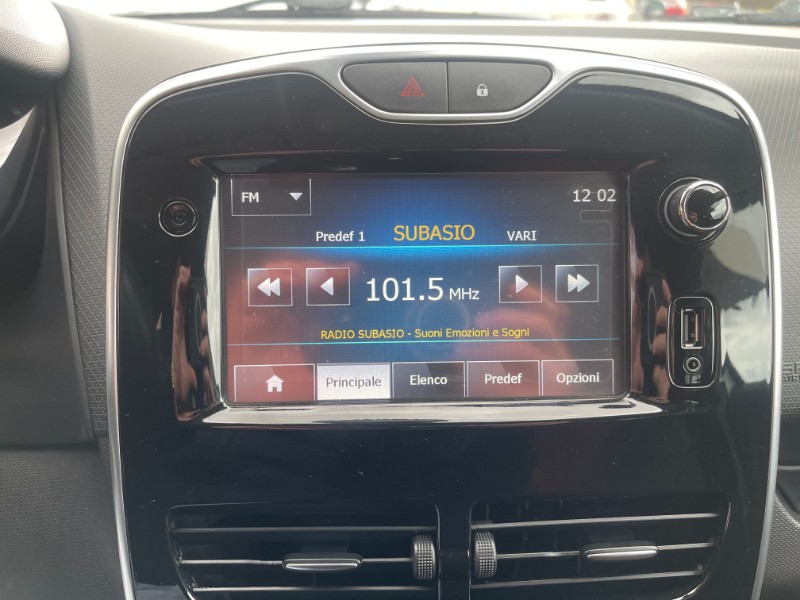 FM
12 02
Predef 1 SUBASIO VARI
101.5 MHz
RADIO SUBASIO - Suoni Emozioni e Sogni
Principale Elenco Predef Opzioni